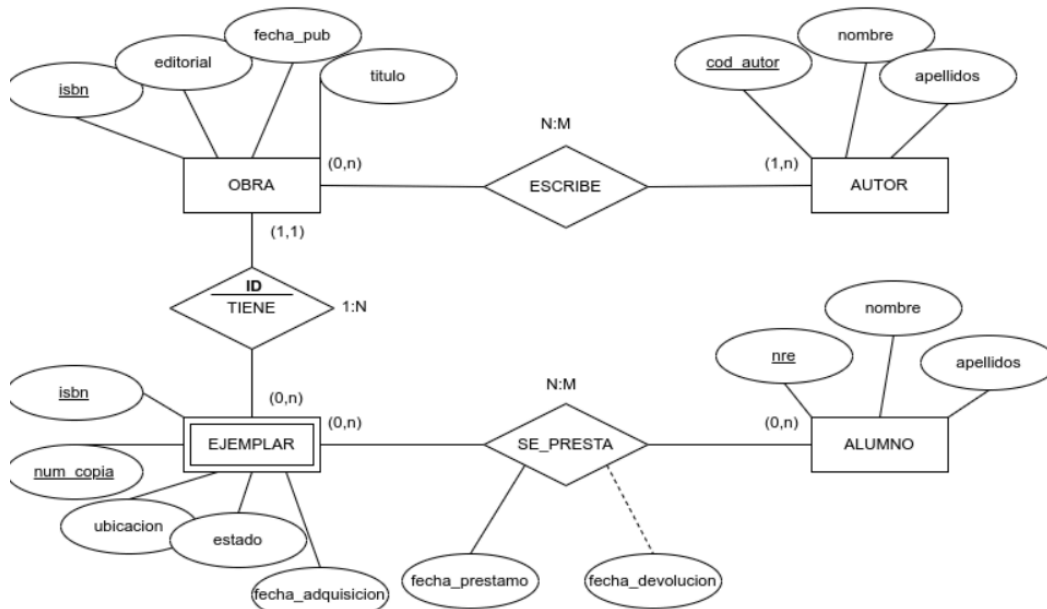 fecha_pub
nombre
editorial
cod_autor
isbn
titulo
apellidos
N:M
(0,n)
(1,n)
OBRA
ESCRIBE
AUTOR
(1,1)
ID
TIENE
1:N
nombre
nre
apellidos
isbn
N:M
(0,n)
(0,n)
(0,n)
EJEMPLAR
SE_PRESTA
ALUMNO
num_copia
ubicacion
estado
fecha_prestamo
fecha_devolucion
fecha_adquisicion